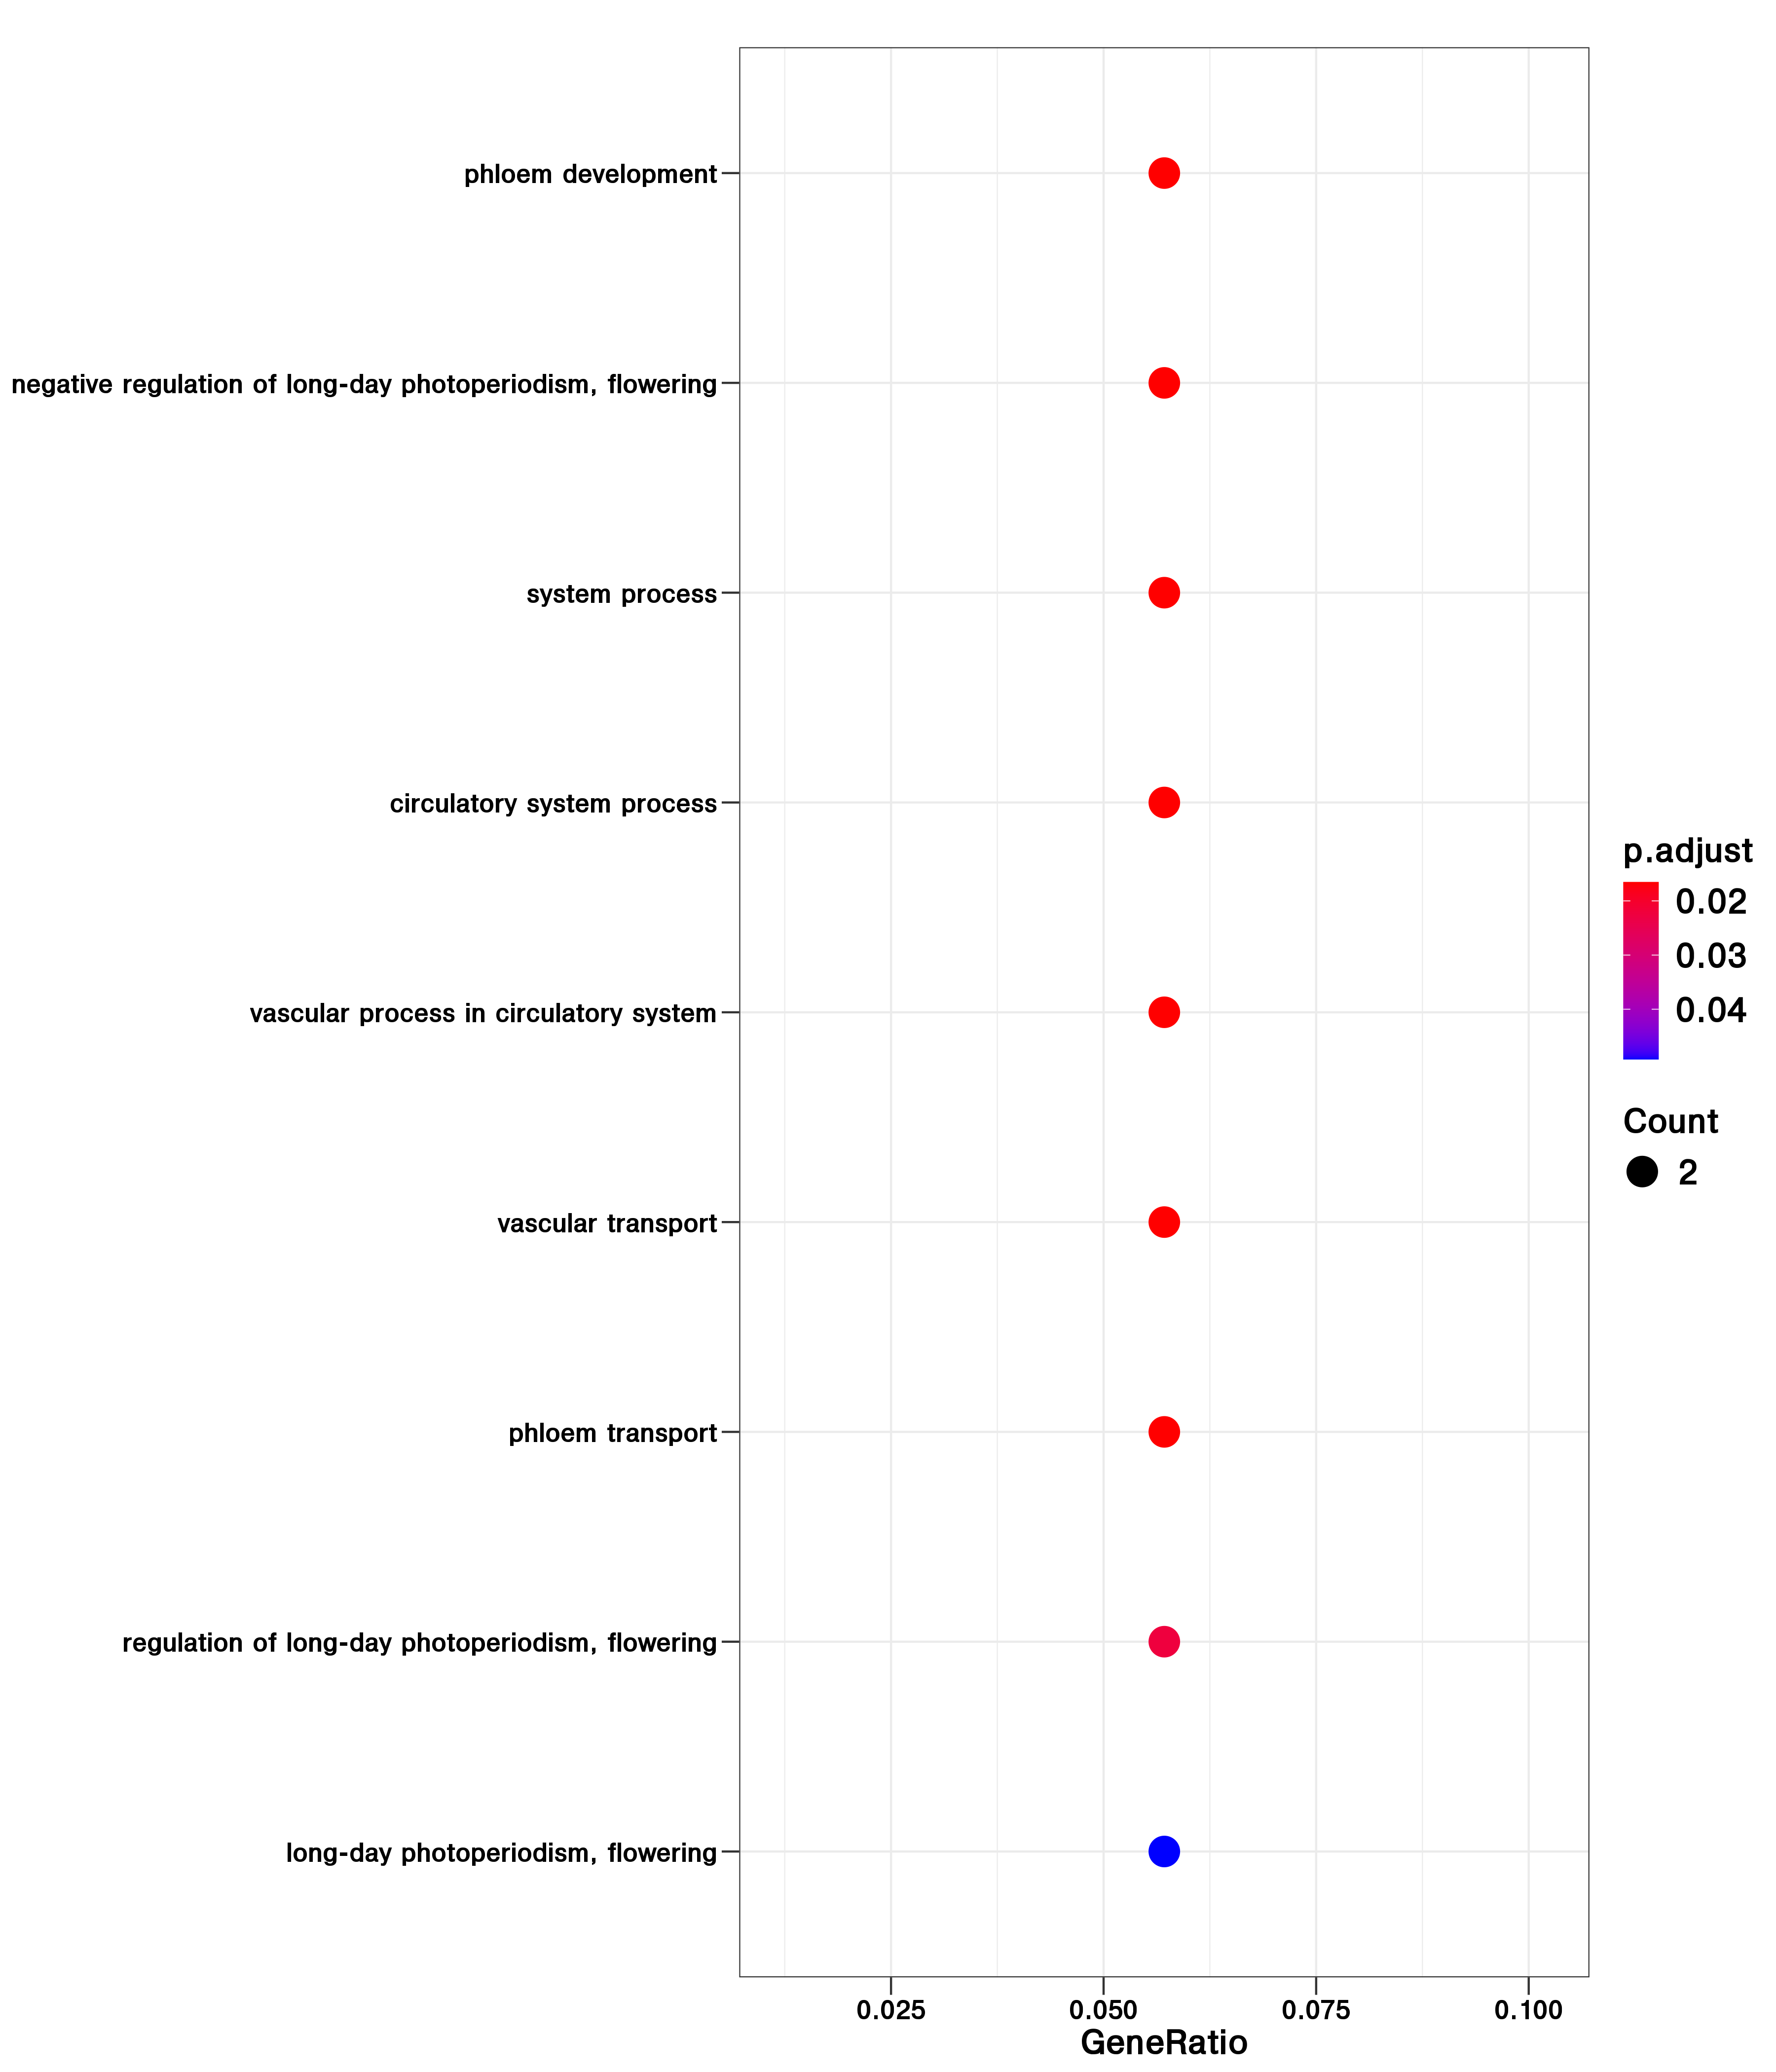 phloem development
negative regulation of long-day photoperiodism, flowering
system process
circulatory system process
vascular process in circulatory system
vascular transport
phloem transport
regulation of long-day photoperiodism, flowering
long-day photoperiodism, flowering
0.025 0.050 0.075 0.100
GeneRatio
p.adjust
0.02
0.03
0.04
Count
2